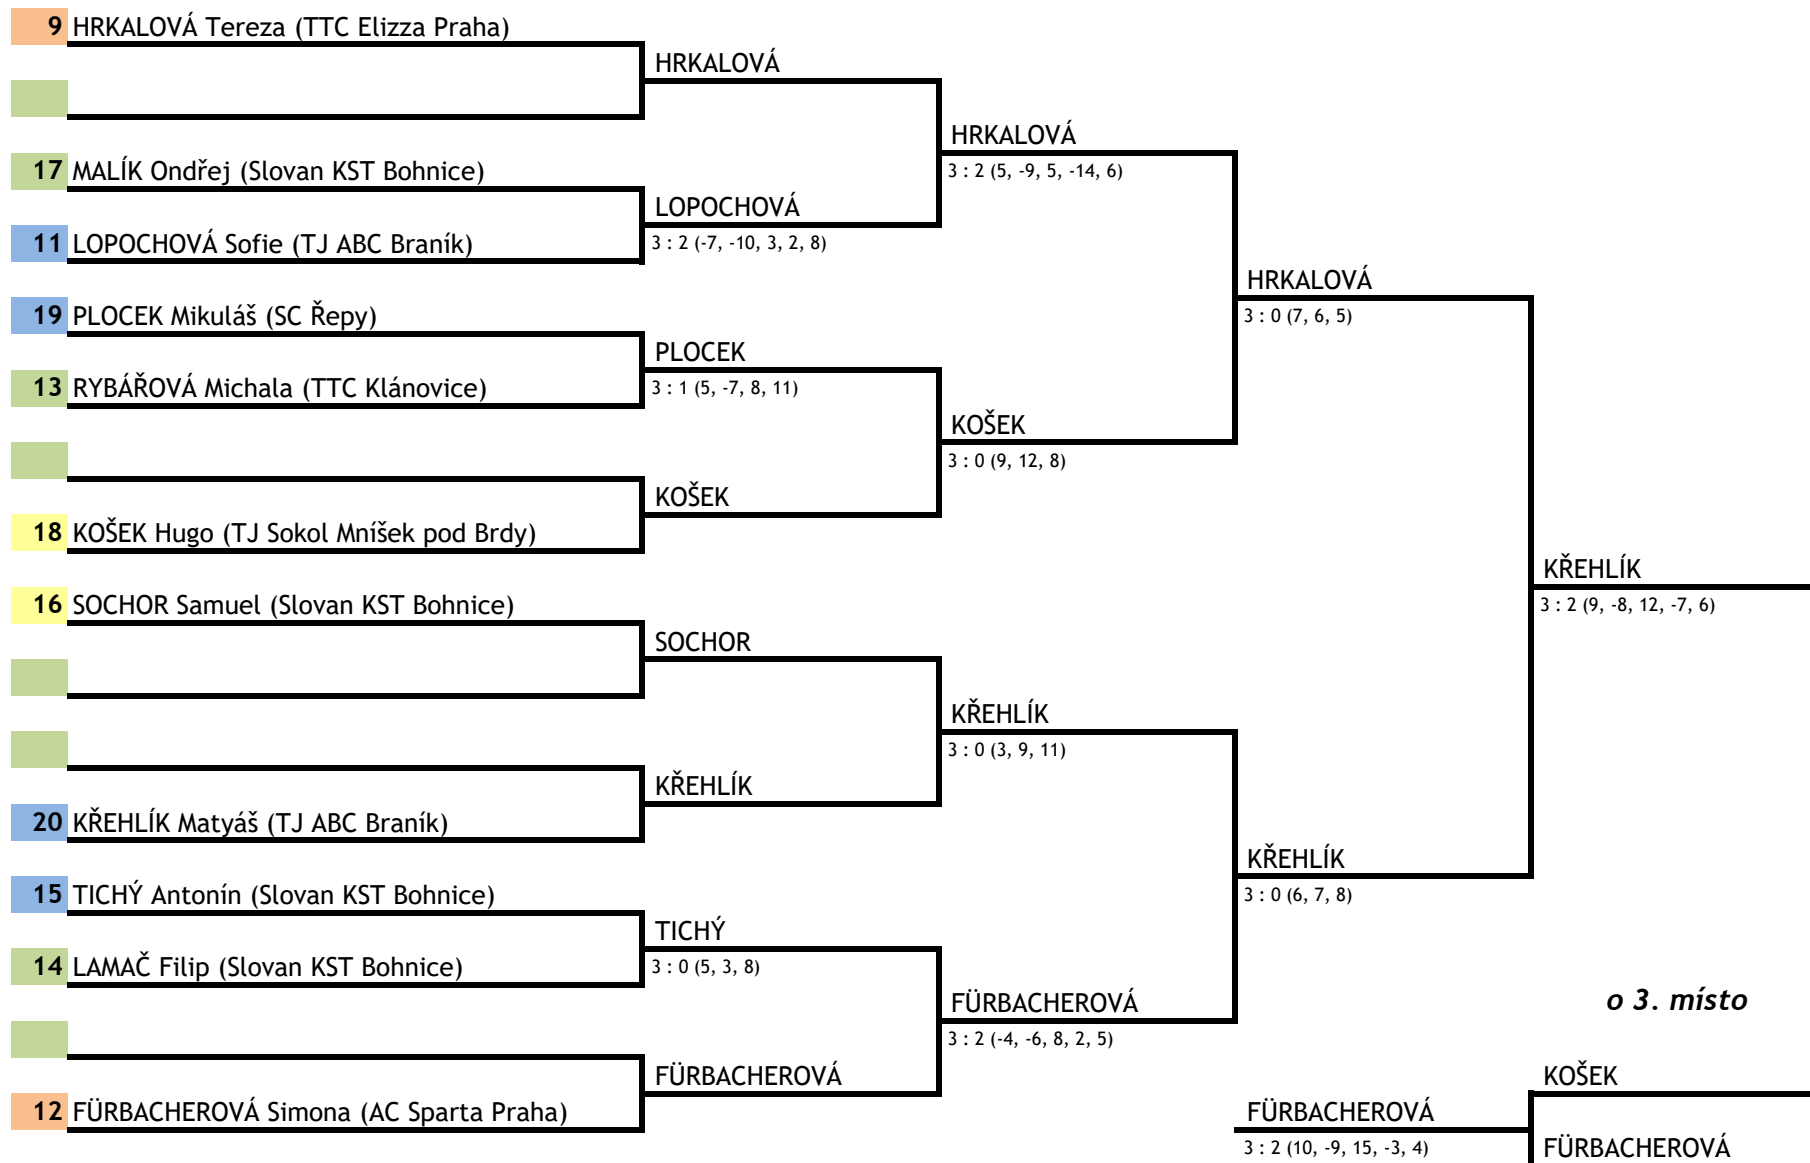 9 HRKALOVÁ Tereza (TTC Elizza Praha)
HRKALOVÁ
HRKALOVÁ
3 : 2 (5, -9, 5, -14, 6)
17 MALÍK Ondřej (Slovan KST Bohnice)
LOPOCHOVÁ
3 : 2 (-7, -10, 3, 2, 8)
11 LOPOCHOVÁ Sofie (TJ ABC Braník)
HRKALOVÁ
3 : 0 (7, 6, 5)
19 PLOCEK Mikuláš (SC Řepy)
PLOCEK
3 : 1 (5, -7, 8, 11)
13 RYBÁŘOVÁ Michala (TTC Klánovice)
KOŠEK
3 : 0 (9, 12, 8)
KOŠEK
18 KOŠEK Hugo (TJ Sokol Mníšek pod Brdy)
KŘEHLÍK
3 : 2 (9, -8, 12, -7, 6)
16 SOCHOR Samuel (Slovan KST Bohnice)
SOCHOR
KŘEHLÍK
3 : 0 (3, 9, 11)
KŘEHLÍK
20 KŘEHLÍK Matyáš (TJ ABC Braník)
KŘEHLÍK
3 : 0 (6, 7, 8)
15 TICHÝ Antonín (Slovan KST Bohnice)
TICHÝ
3 : 0 (5, 3, 8)
14 LAMAČ Filip (Slovan KST Bohnice)
FÜRBACHEROVÁ
3 : 2 (-4, -6, 8, 2, 5)
o 3. místo
FÜRBACHEROVÁ
KOŠEK
12 FÜRBACHEROVÁ Simona (AC Sparta Praha)
FÜRBACHEROVÁ
3 : 2 (10, -9, 15, -3, 4)
FÜRBACHEROVÁ